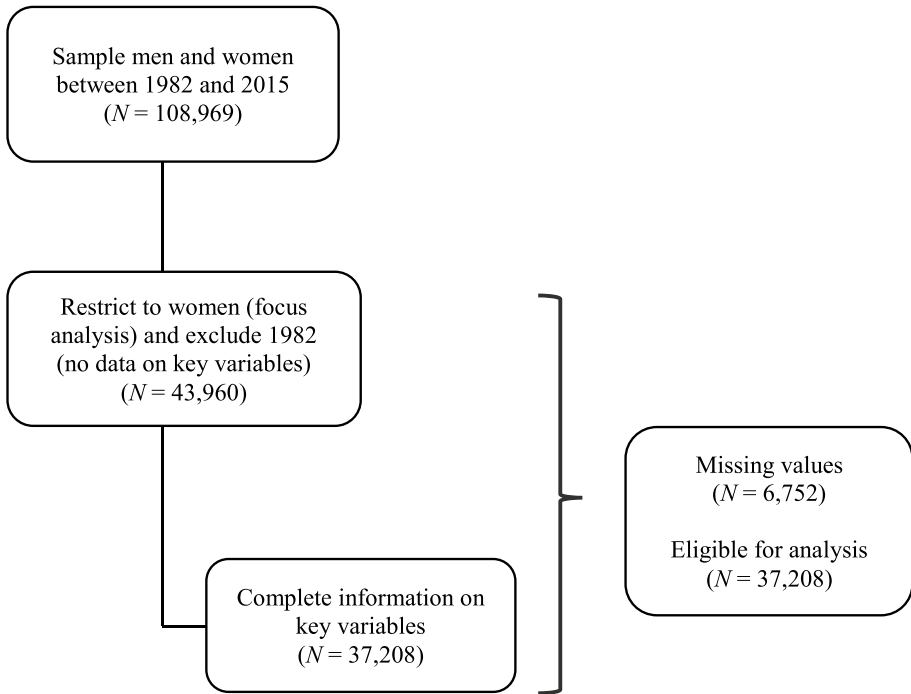 Sample men and women
between 1982 and 2015
(N = 108,969)
Restrict to women (focus
analysis) and exclude 1982
(no data on key variables)
(N = 43,960)
Missing values
(N = 6,752)
Eligible for analysis
(N = 37,208)
Complete information on
key variables
(N = 37,208)